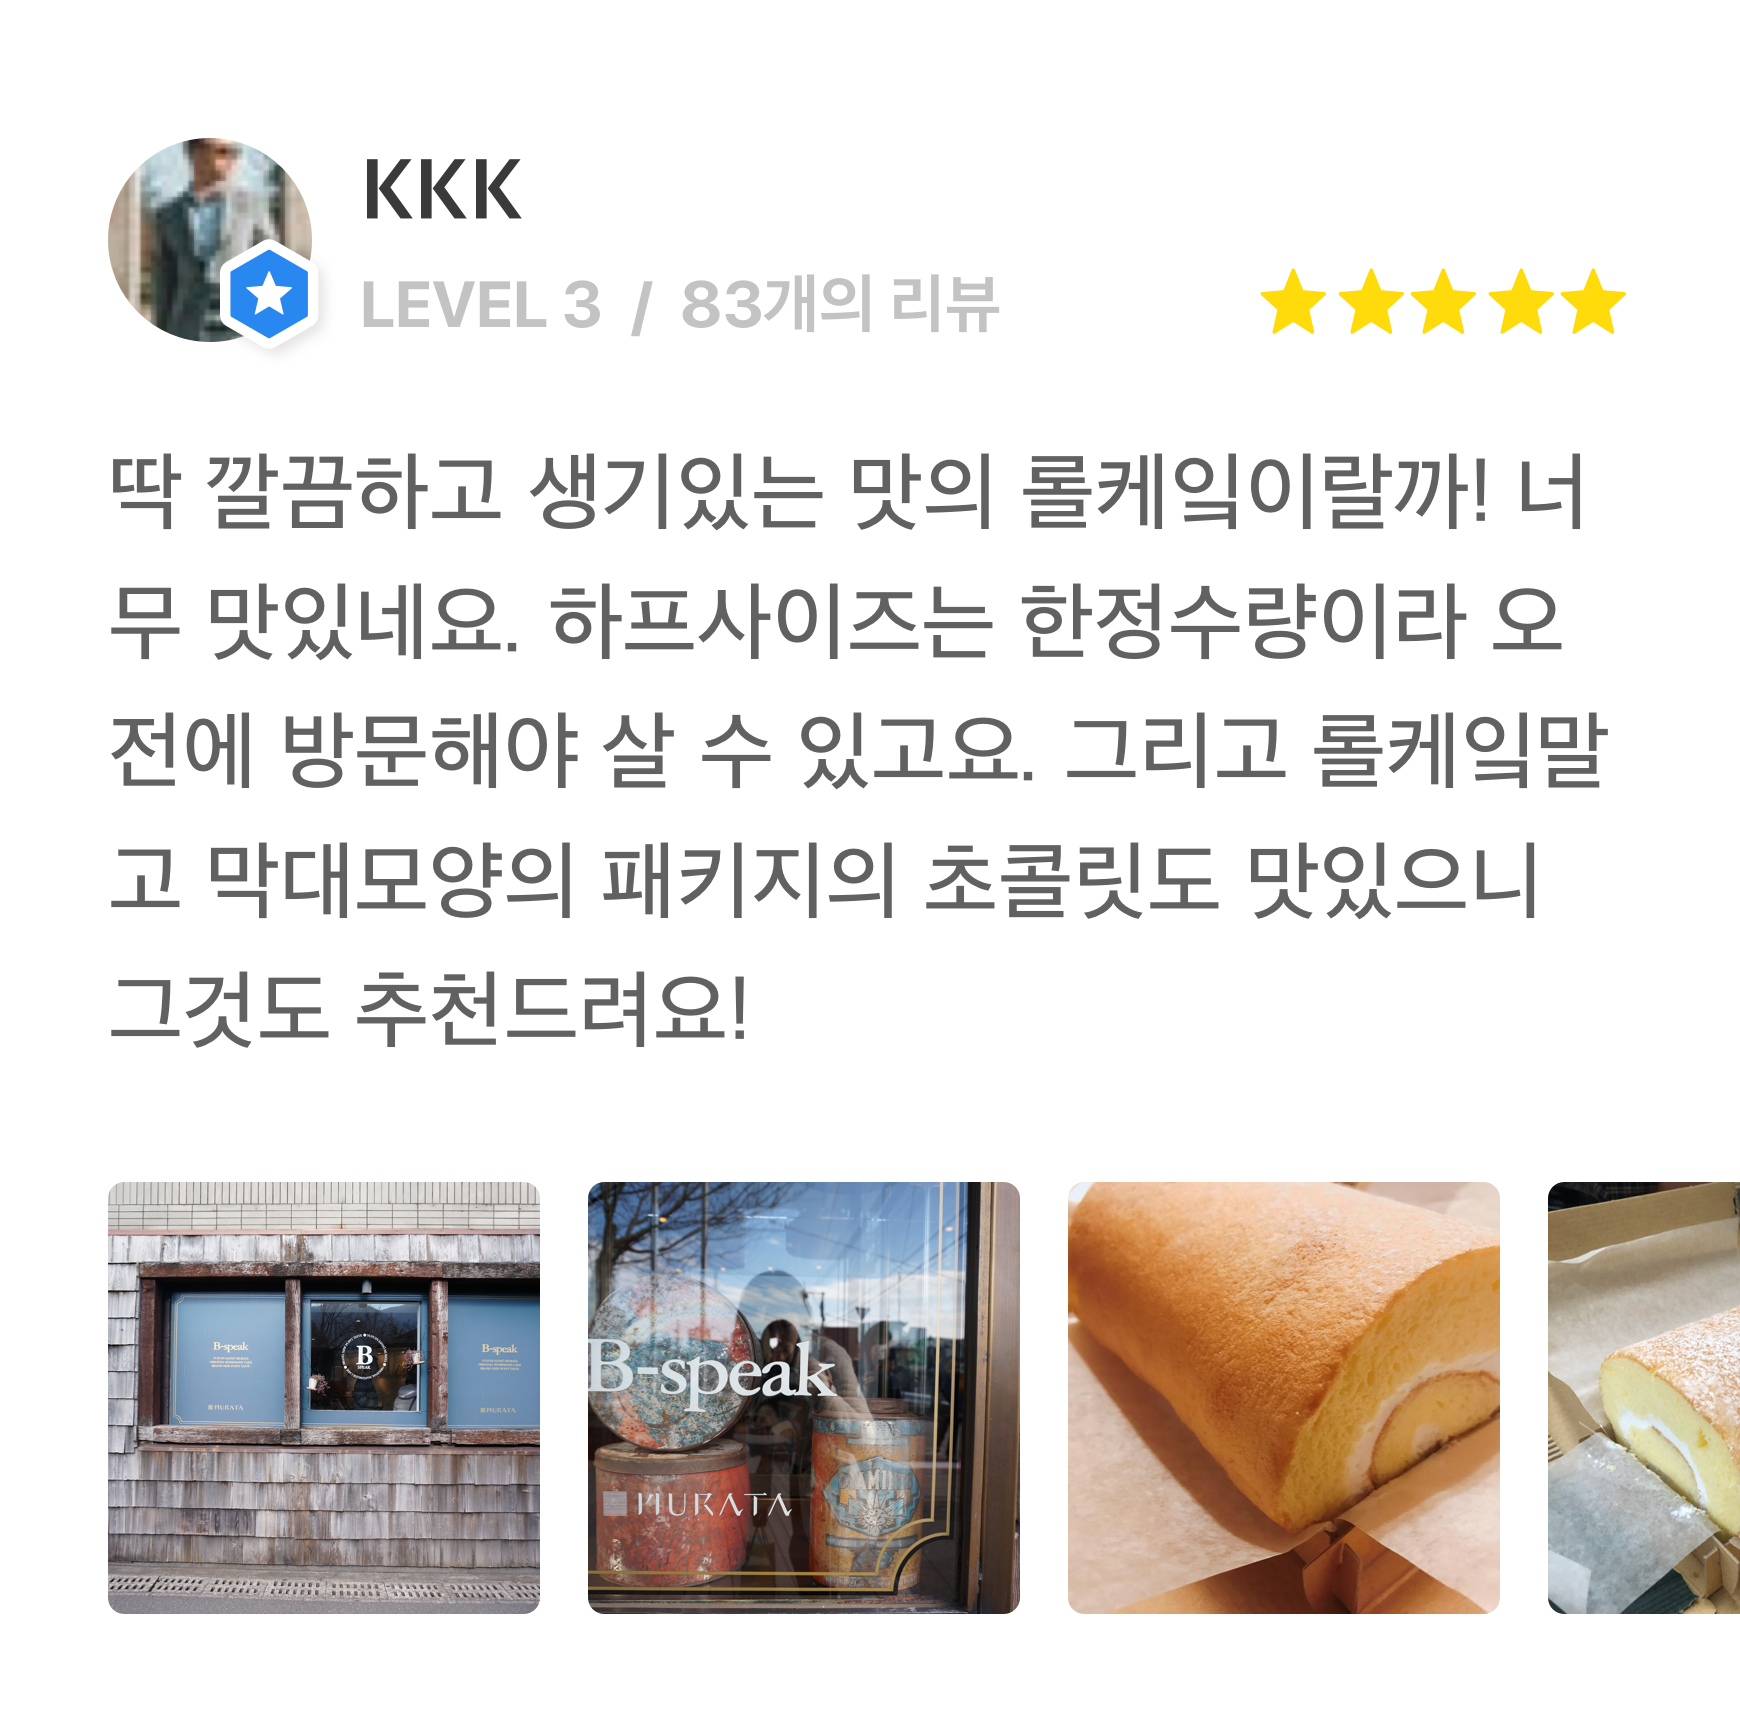 KKK
LEVEL 3 / 83개의 리뷰
딱 깔끔하고 생기있는 맛의 롤케잌이랄까! 너
무 맛있네요. 하프사이즈는 한정수량이라 오
전에 방문해야 살 수 있고요. 그리고 롤케잌말
고 막대모양의 패키지의 초콜릿도 맛있으니
그것도 추천드려요!
B-speak
MURATA
B
SPEAK
B-speak
MURATA
B-speak
MURATA